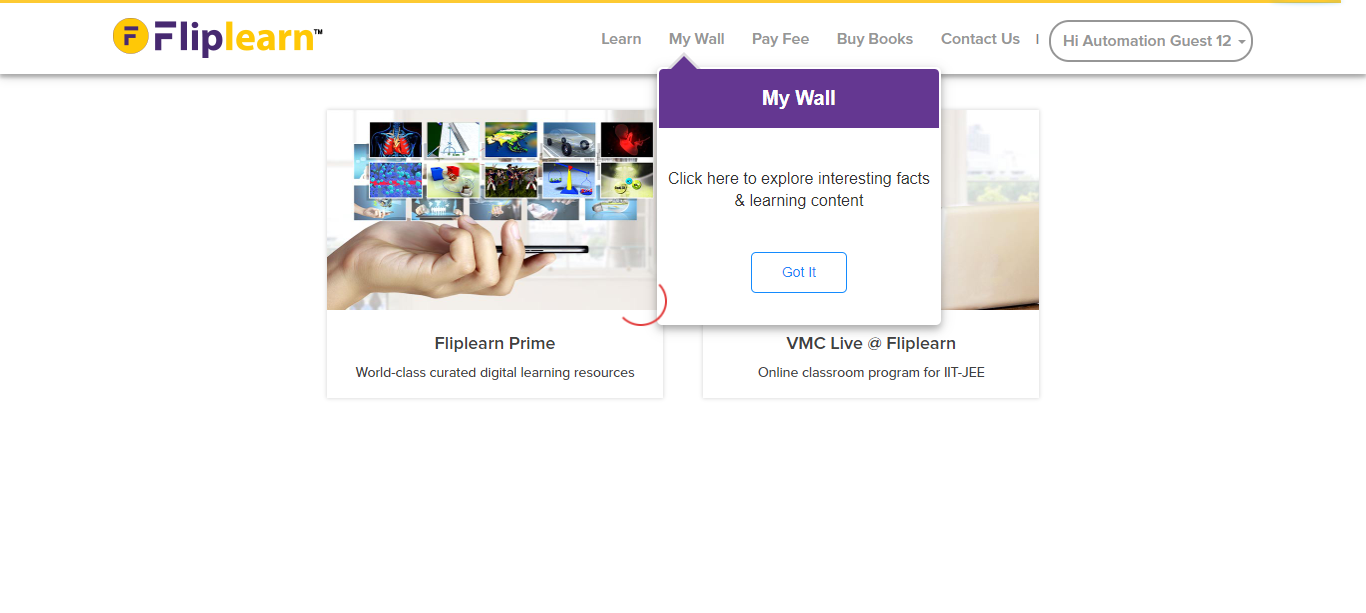 F Fliplearn™
Learn My Wall Pay Fee Buy Books Contact Us | Hi Automation Guest 12
My Wall
Click here to explore interesting facts
& learning content
Got It
Fliplearn Prime
World-class curated digital learning resources
VMC Live @ Fliplearn
Online classroom program for IIT-JEE